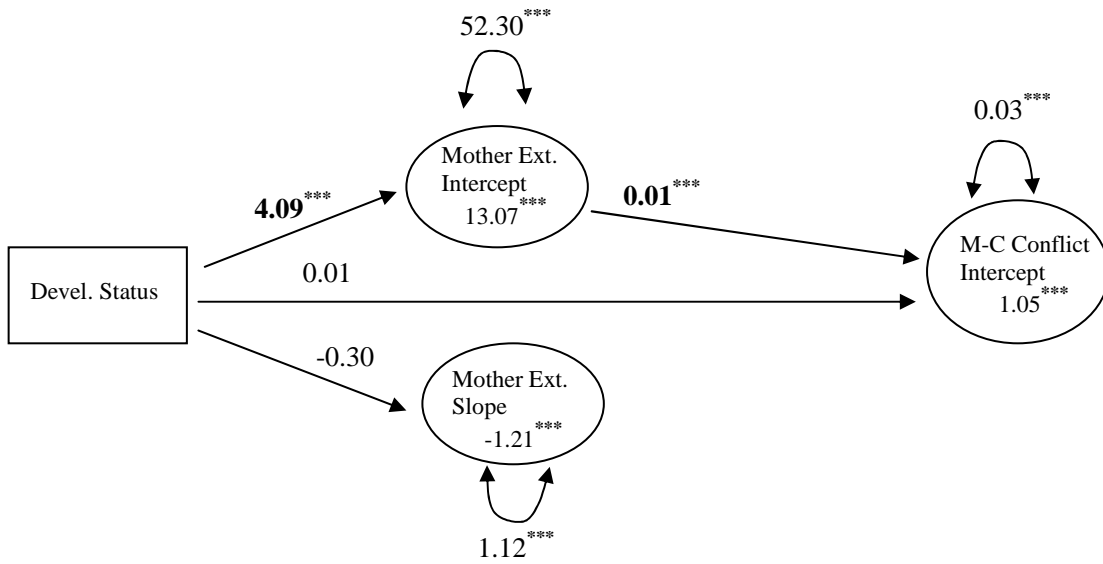 52.30***
0.03***
Mother Ext.
Intercept
13.07***
4.09***
0.01***
M-C Conflict
Intercept
1.05***
Devel. Status
0.01
-0.30
Mother Ext.
Slope
-1.21***
1.12***